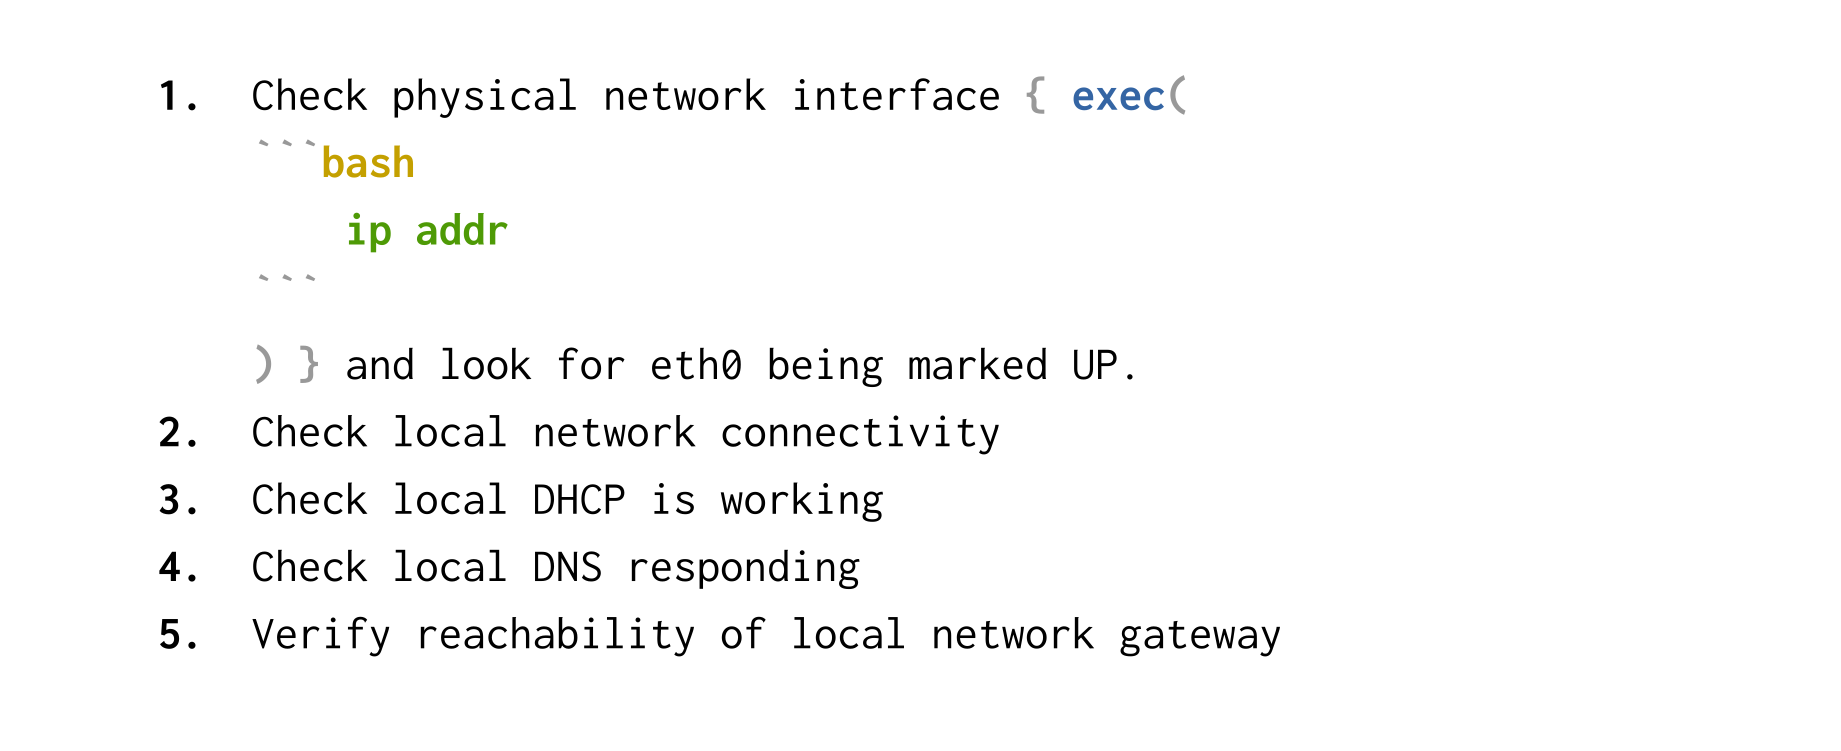 1. Check physical network interface { exec(
```bash
ip addr
```
) } and look for eth0 being marked UP.
2. Check local network connectivity
3. Check local DHCP is working
4. Check local DNS responding
5. Verify reachability of local network gateway